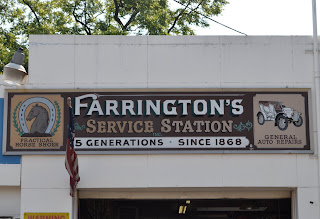 FARRINGTON'S
SERVICE STATION
5 GENERATIONS · SINCE 1868
PRACTICAL
HORSE SHOER
GENERAL
AUTO REPAIRS